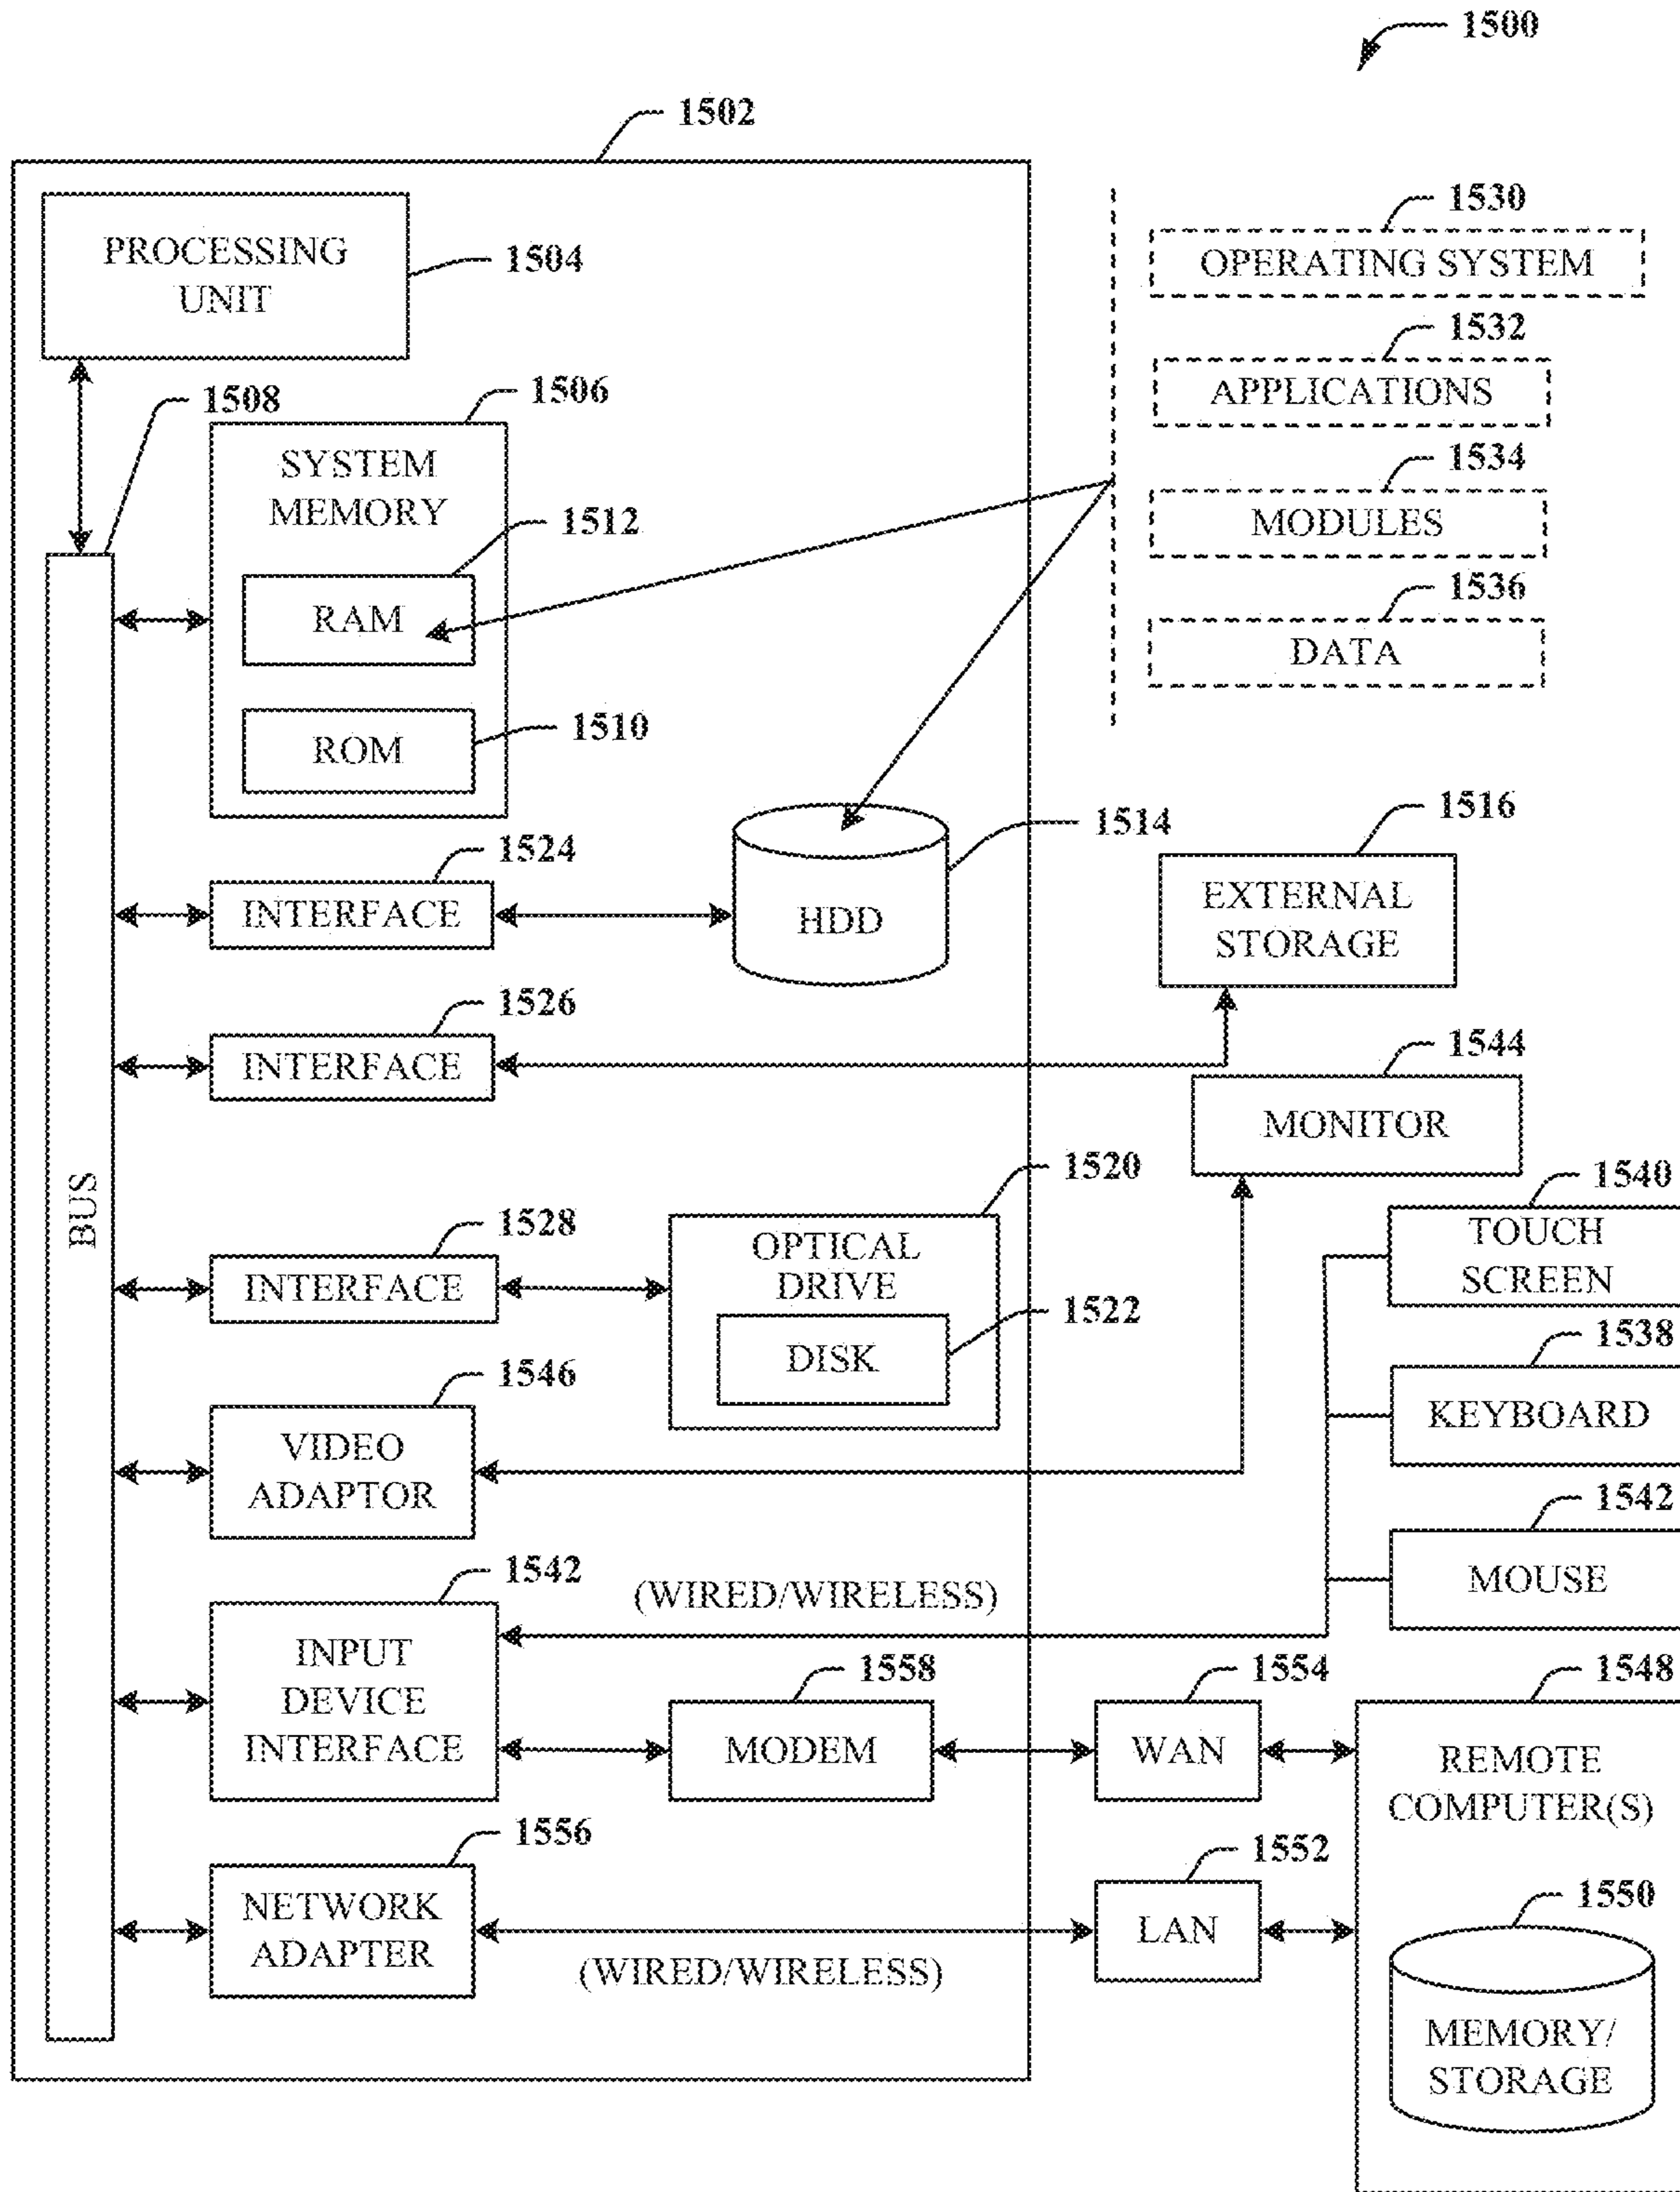 1500
1502
PROCESSING
UNIT
1504
1530
OPERATING SYSTEM
1532
APPLICATIONS
1534
MODULES
1536
DATA
1508
1506
SYSTEM
MEMORY
1512
RAM
1510
ROM
1524
INTERFACE
1514
HDD
1516
EXTERNAL
STORAGE
1526
INTERFACE
1544
MONITOR
BUS
1528
INTERFACE
1520
OPTICAL
DRIVE
1522
DISK
1540
TOUCH
SCREEN
1538
KEYBOARD
1542
MOUSE
1546
VIDEO
ADAPTOR
1542
INPUT
DEVICE
INTERFACE
(WIRED/WIRELESS)
1558
MODEM
1554
WAN
1548
REMOTE
COMPUTER(S)
1556
NETWORK
ADAPTER
(WIRED/WIRELESS)
1552
LAN
1550
MEMORY/
STORAGE